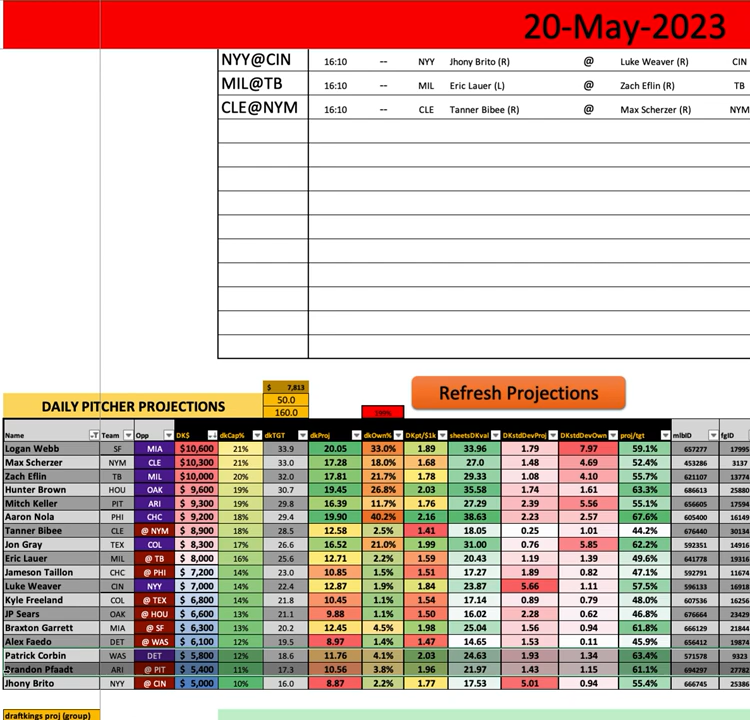 20-May-2023
NYY@CIN 16:10 -- NYY Jhony Brito (R) @ Luke Weaver (R) CIN
MIL@TB 16:10 -- MIL Eric Lauer (L) @ Zach Eflin (R) TB
CLE@NYM 16:10 -- CLE Tanner Bibee (R) @ Max Scherzer (R) NYM
$ 7,813
Refresh Projections
50.0
DAILY PITCHER PROJECTIONS
160.0
199%
Name Team Opp DK$ dkCap% dkTGT dkProj dkOwn% DKpt/$1k sheetsDKval DKstdDevProj DKstdDevOwn proj/tgt mlbID fgID
Logan Webb SF MIA $10,600 21% 33.9 20.05 33.0% 1.89 33.96 1.79 7.97 59.1% 657277 17995
Max Scherzer NYM CLE $10,300 21% 33.0 17.28 18.0% 1.68 27.0 1.48 4.69 52.4% 453286 3137
Zach Eflin TB MIL $10,000 20% 32.0 17.81 21.7% 1.78 29.33 1.08 4.10 55.7% 621107 13774
Hunter Brown HOU OAK $ 9,600 19% 30.7 19.45 26.8% 2.03 35.58 1.74 1.61 63.3% 686613 25880
Mitch Keller PIT ARI $ 9,300 19% 29.8 16.39 11.7% 1.76 27.29 2.39 5.56 55.1% 656605 17594
Aaron Nola PHI CHC $ 9,200 18% 29.4 19.90 40.2% 2.16 38.63 2.23 2.57 67.6% 605400 16149
Tanner Bibee CLE @ NYM $ 8,900 18% 28.5 12.58 2.5% 1.41 18.05 0.25 1.01 44.2% 676440 30134
Jon Gray TEX COL $ 8,300 17% 26.6 16.52 21.0% 1.99 31.00 0.76 5.85 62.2% 592351 14916
Eric Lauer MIL @ TB $ 8,000 16% 25.6 12.71 2.2% 1.59 20.43 1.19 1.39 49.6% 641778 19316
Jameson Taillon CHC @ PHI $ 7,200 14% 23.0 10.85 1.5% 1.51 17.27 1.89 0.82 47.1% 592791 11674
Luke Weaver CIN NYY $ 7,000 14% 22.4 12.87 1.9% 1.84 23.87 5.66 1.11 57.5% 596133 16918
Kyle Freeland COL @ TEX $ 6,800 14% 21.8 10.45 1.1% 1.54 17.14 0.89 0.79 48.0% 607536 16256
JP Sears OAK @ HOU $ 6,600 13% 21.1 9.88 1.1% 1.50 16.02 2.28 0.62 46.8% 676664 23429
Braxton Garrett MIA @ SF $ 6,300 13% 20.2 12.45 4.5% 1.98 25.04 1.56 0.94 61.8% 666129 21844
Alex Faedo DET @ WAS $ 6,100 12% 19.5 8.97 1.4% 1.47 14.65 1.53 0.11 45.9% 656412 19874
Patrick Corbin WAS DET $ 5,800 12% 18.6 11.76 4.1% 2.03 24.63 1.93 1.34 63.4% 571578 9323
Brandon Pfaadt ARI @ PIT $ 5,400 11% 17.3 10.56 3.8% 1.96 21.97 1.43 1.15 61.1% 694297 27782
Jhony Brito NYY @ CIN $ 5,000 10% 16.0 8.87 2.2% 1.77 17.53 5.01 0.94 55.4% 666745 25386
draftkings proj (group)